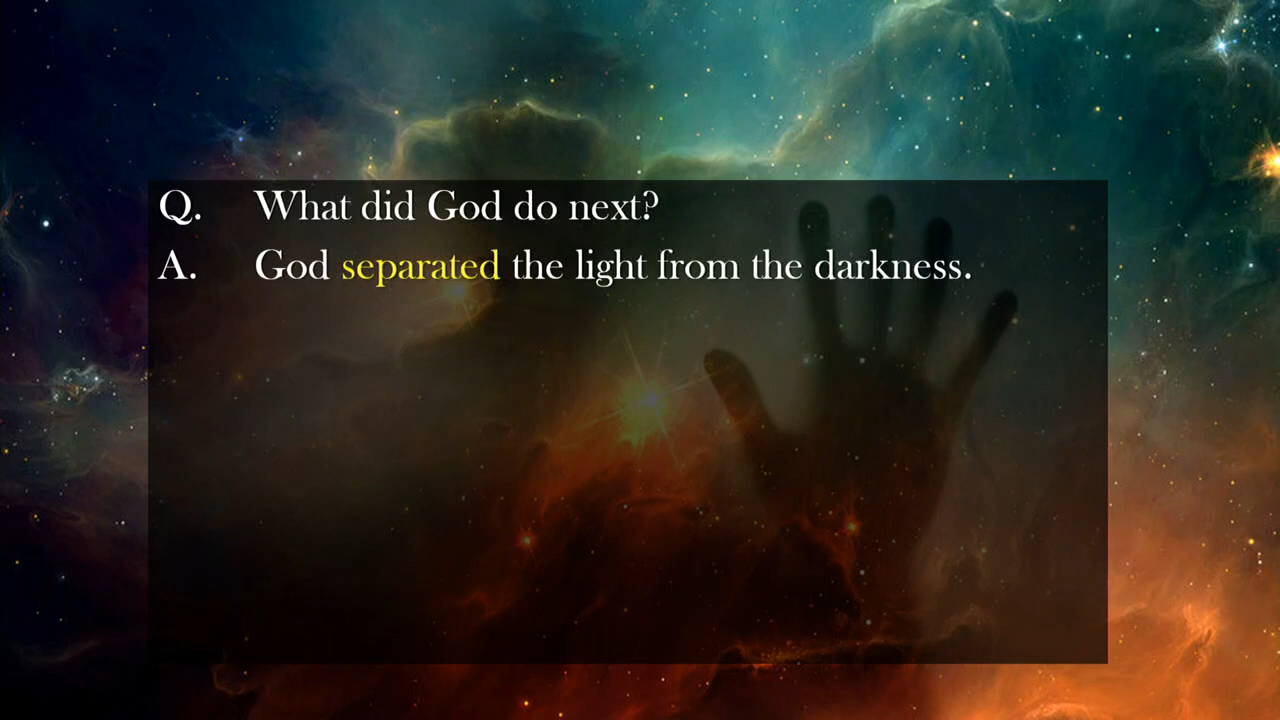 Q. What did God do next?
A. God separated the light from the darkness.